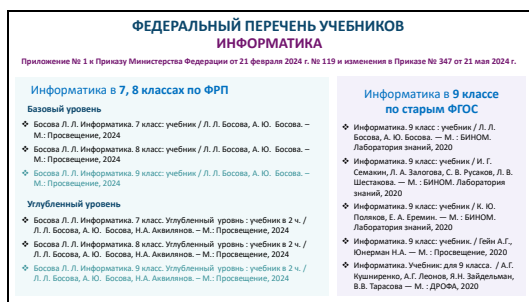 ФЕДЕРАЛЬНЫЙ ПЕРЕЧЕНЬ УЧЕБНИКОВ
ИНФОРМАТИКА
Приложение № 1 к Приказу Министерства Федерации от 21 февраля 2024 г. № 119 и изменения в Приказе № 347 от 21 мая 2024 г.
Информатика в 7, 8 классах по ФРП
Базовый уровень
❖ Босова Л. Л. Информатика. 7 класс: учебник / Л. Л. Босова, А. Ю. Босова. –
М.: Просвещение, 2024
❖ Босова Л. Л. Информатика. 8 класс: учебник / Л. Л. Босова, А. Ю. Босова. –
М.: Просвещение, 2024
❖ Босова Л. Л. Информатика. 9 класс: учебник / Л. Л. Босова, А. Ю. Босова. –
М.: Просвещение, 2024
Углубленный уровень
❖ Босова Л. Л. Информатика. 7 класс. Углубленный уровнь : учебник в 2 ч. /
Л. Л. Босова, А. Ю. Босова, Н.А. Аквилянов. – М.: Просвещение, 2024
❖ Босова Л. Л. Информатика. 8 класс. Углубленный уровнь : учебник в 2 ч. /
Л. Л. Босова, А. Ю. Босова, Н.А. Аквилянов. – М.: Просвещение, 2024
❖ Босова Л. Л. Информатика. 9 класс. Углубленный уровнь : учебник в 2 ч. /
Л. Л. Босова, А. Ю. Босова, Н.А. Аквилянов. – М.: Просвещение, 2024
Информатика в 9 классе
по старым ФГОС
❖ Информатика. 9 класс : учебник / Л. Л.
Босова, А. Ю. Босова. — М. : БИНОМ.
Лаборатория знаний, 2020
❖ Информатика. 9 класс: учебник / И. Г.
Семакин, Л. А. Залогова, С. В. Русаков, Л. В.
Шестакова. — М. : БИНОМ. Лаборатория
знаний, 2020
❖ Информатика. 9 класс: учебник / К. Ю.
Поляков, Е. А. Еремин. — М. : БИНОМ.
Лаборатория знаний, 2020
❖ Информатика. 9 класс: учебник. / Гейн А.Г.,
Юнерман Н.А. — М. : Просвещение, 2020
❖ Информатика. Учебник: для 9 класса. / А.Г.
Кушниренко, А.Г. Леонов, Я.Н. Зайдельман,
В.В. Тарасова — М. : ДРОФА, 2020